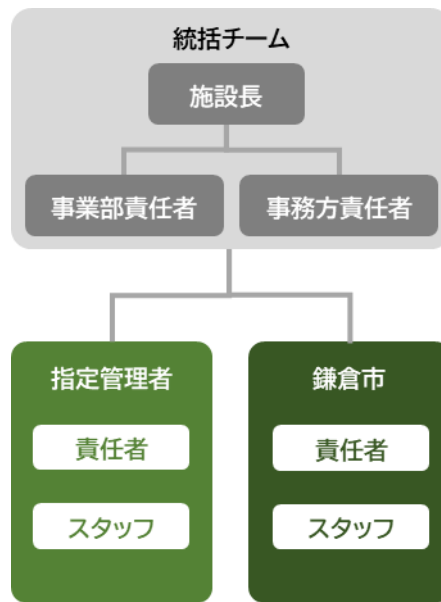 統括チーム
施設長
事業部責任者
事務方責任者
指定管理者
責任者
スタッフ
鎌倉市
責任者
スタッフ